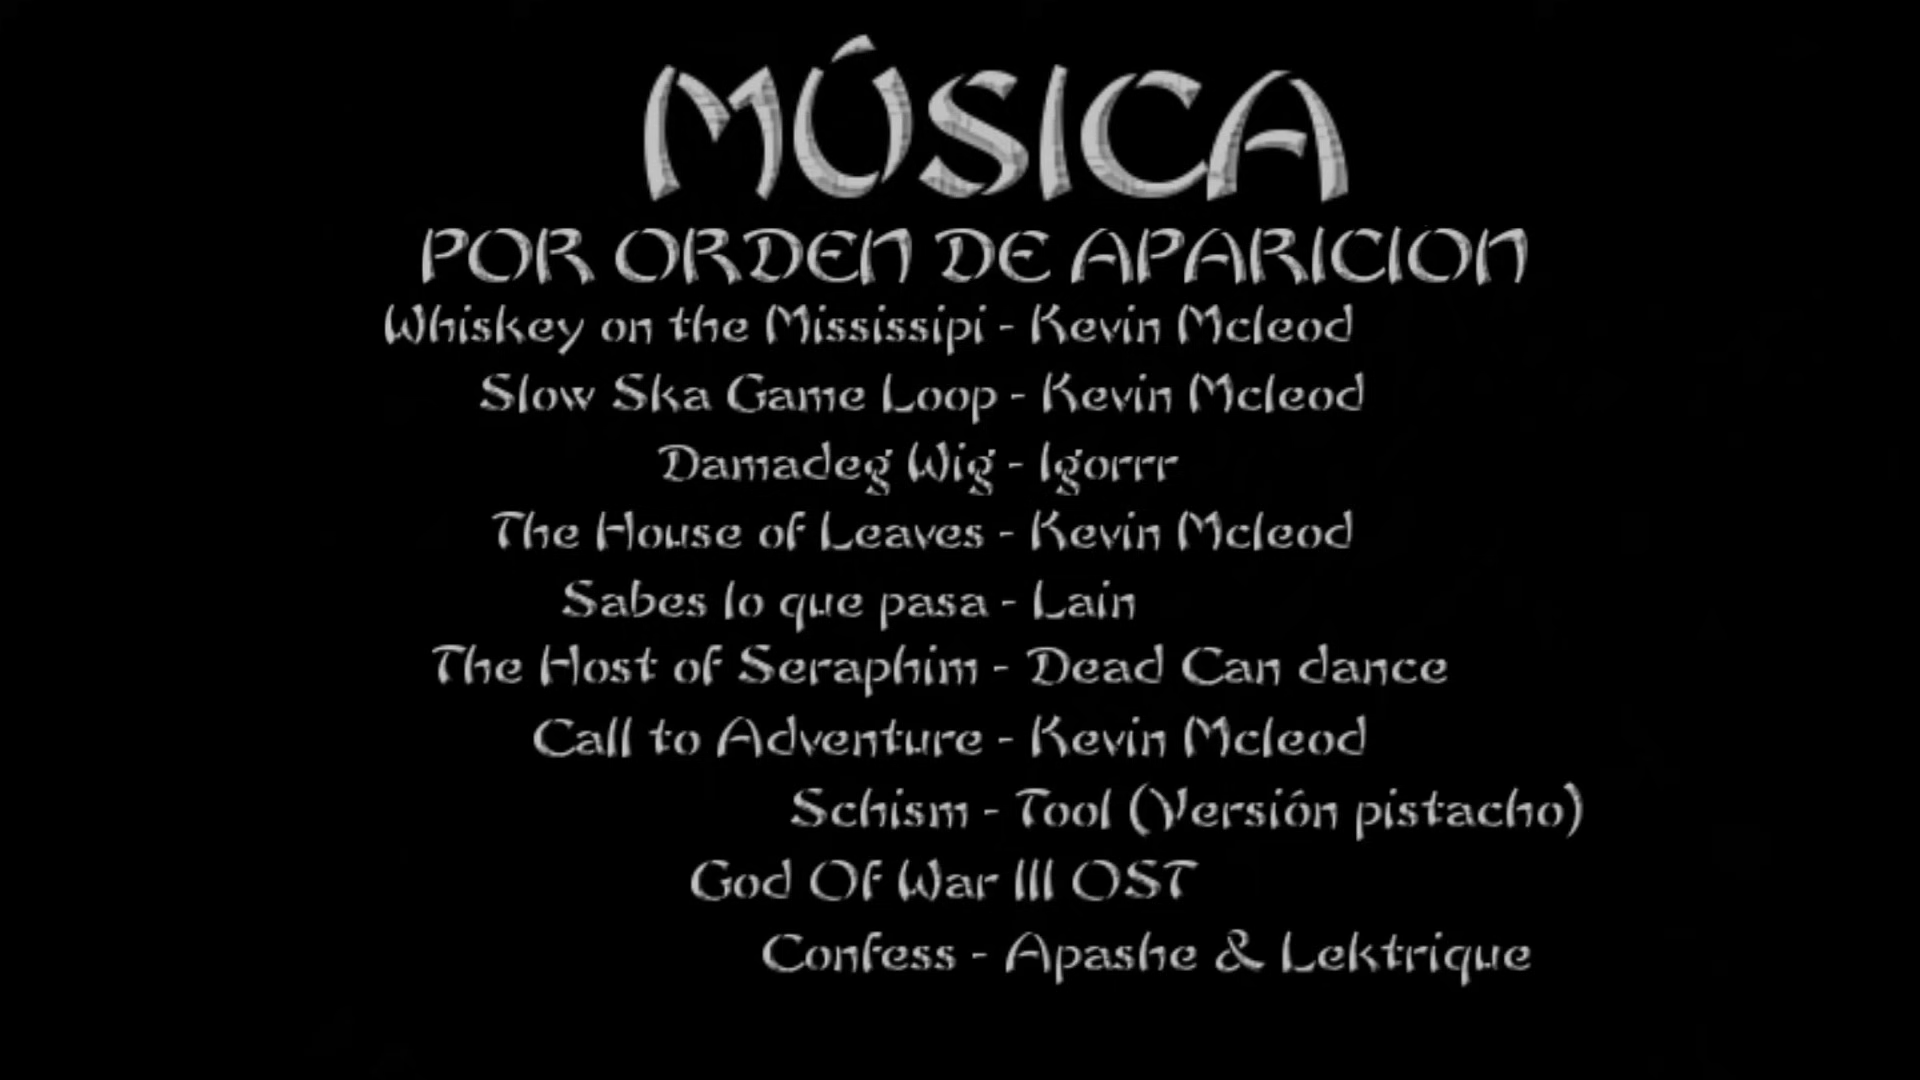 MÚSICA
POR ORDEN DE APARICION
Whiskey on the Mississipi - Kevin Mcleod
Slow Ska Game Loop - Kevin Mcleod
Damadeg Wig - Igorrr
The House of Leaves - Kevin Mcleod
Sabes lo que pasa - Lain
The Host of Seraphim - Dead Can dance
Call to Adventure - Kevin Mcleod
Schism - Tool (Versión pistacho)
God Of War III OST
Confess - Apashe & Lektrique